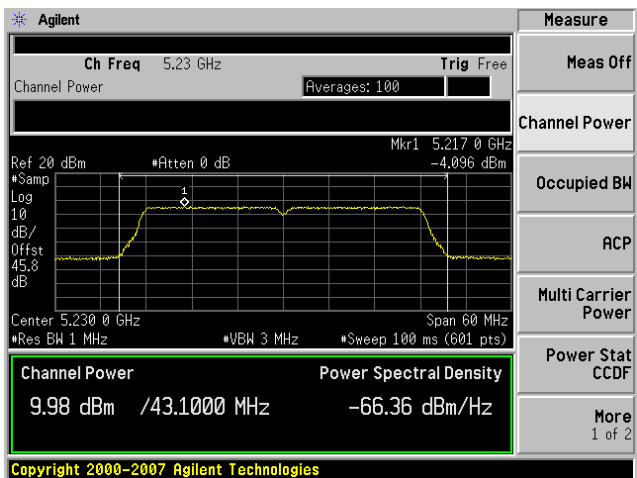 Agilent
Measure
Ch Freq 5.23 GHz Trig Free
Channel Power Averages: 100
Meas Off
Channel Power
Occupied BW
ACP
Multi Carrier
Power
Power Stat
CCDF
More
1 of 2
Mkr1 5.217 0 GHz
Ref 20 dBm #Atten 0 dB -4.096 dBm
#Samp
Log
10
dB/
Offst
45.8
dB
1
Center 5.230 0 GHz Span 60 MHz
#Res BW 1 MHz #VBW 3 MHz #Sweep 100 ms (601 pts)
Channel Power Power Spectral Density
9.98 dBm /43.1000 MHz -66.36 dBm/Hz
Copyright 2000-2007 Agilent Technologies